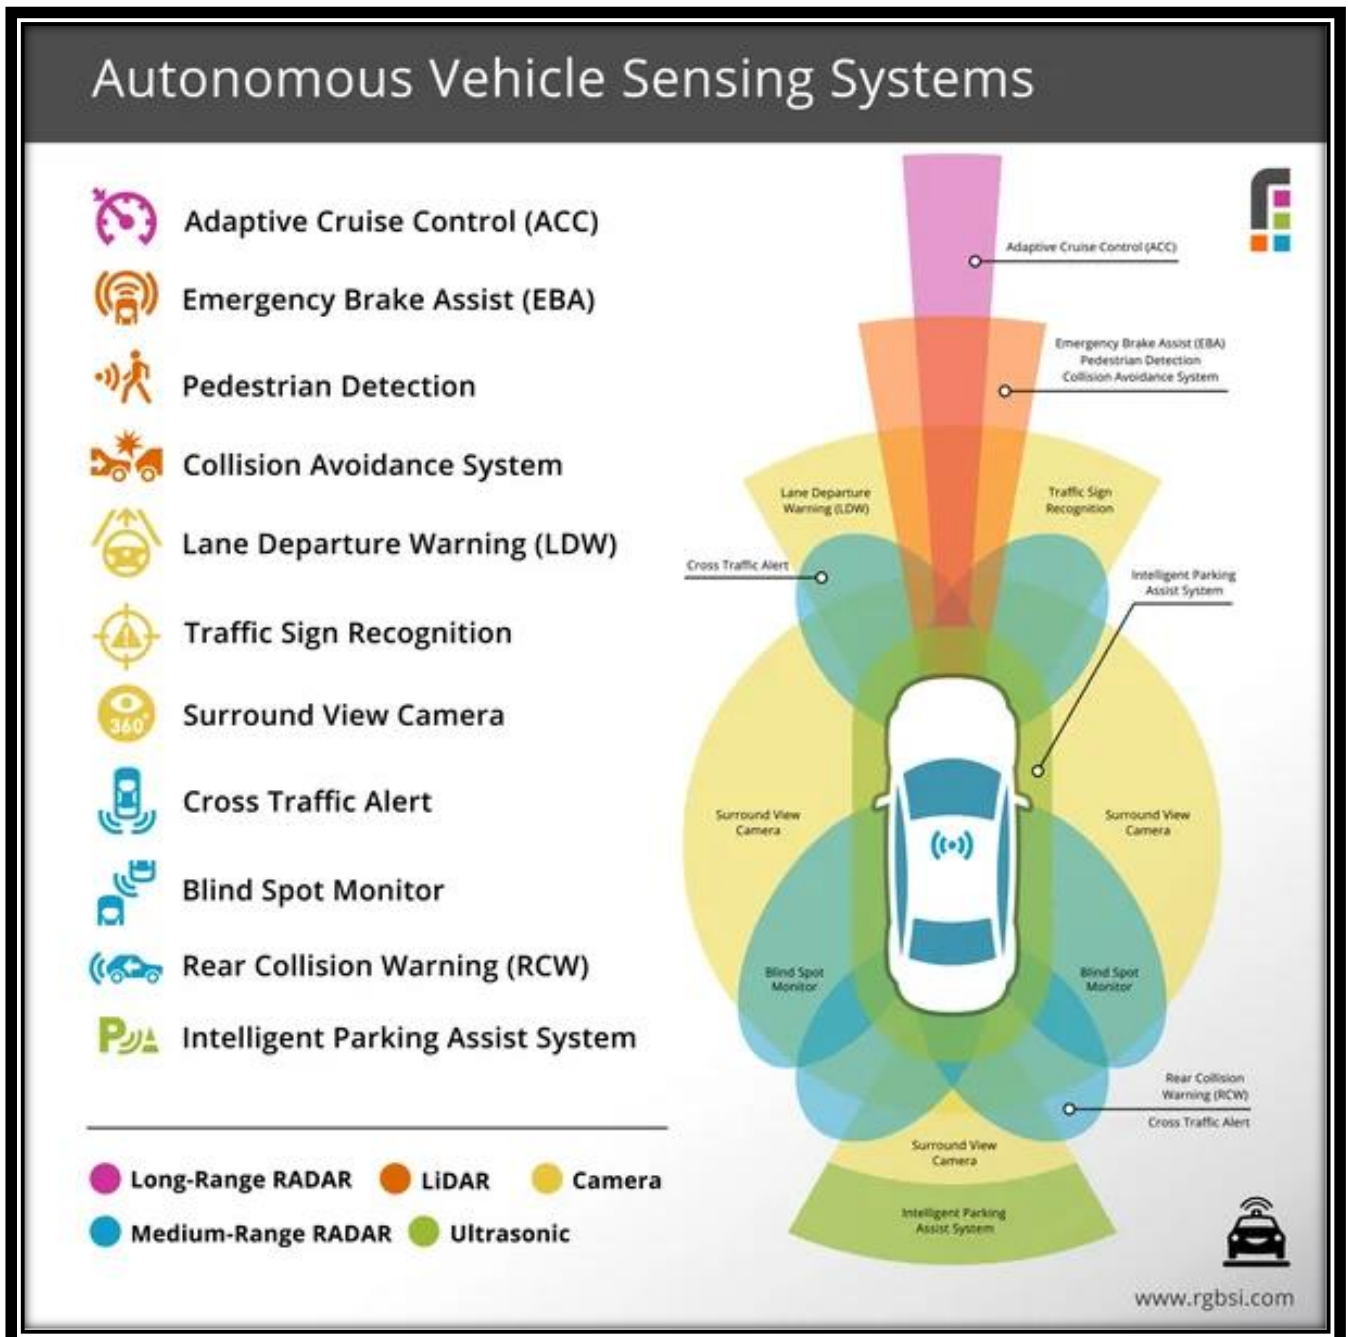 Autonomous Vehicle Sensing Systems
Adaptive Cruise Control (ACC)
Emergency Brake Assist (EBA)
Pedestrian Detection
Collision Avoidance System
Lane Departure Warning (LDW)
Traffic Sign Recognition
360°
Surround View Camera
Cross Traffic Alert
Blind Spot Monitor
Rear Collision Warning (RCW)
P
Intelligent Parking Assist System
Long-Range RADAR
LiDAR
Camera
Medium-Range RADAR
Ultrasonic
Adaptive Cruise Control (ACC)
Emergency Brake Assist (EBA)
Pedestrian Detection
Collision Avoidance System
Lane Departure
Warning (LDW)
Traffic Sign
Recognition
Cross Traffic Alert
Intelligent Parking
Assist System
Surround View
Camera
Surround View
Camera
Blind Spot
Monitor
Blind Spot
Monitor
Rear Collision
Warning (RCW)
Cross Traffic Alert
Surround View
Camera
Intelligent Parking
Assist System
www.rgbsi.com